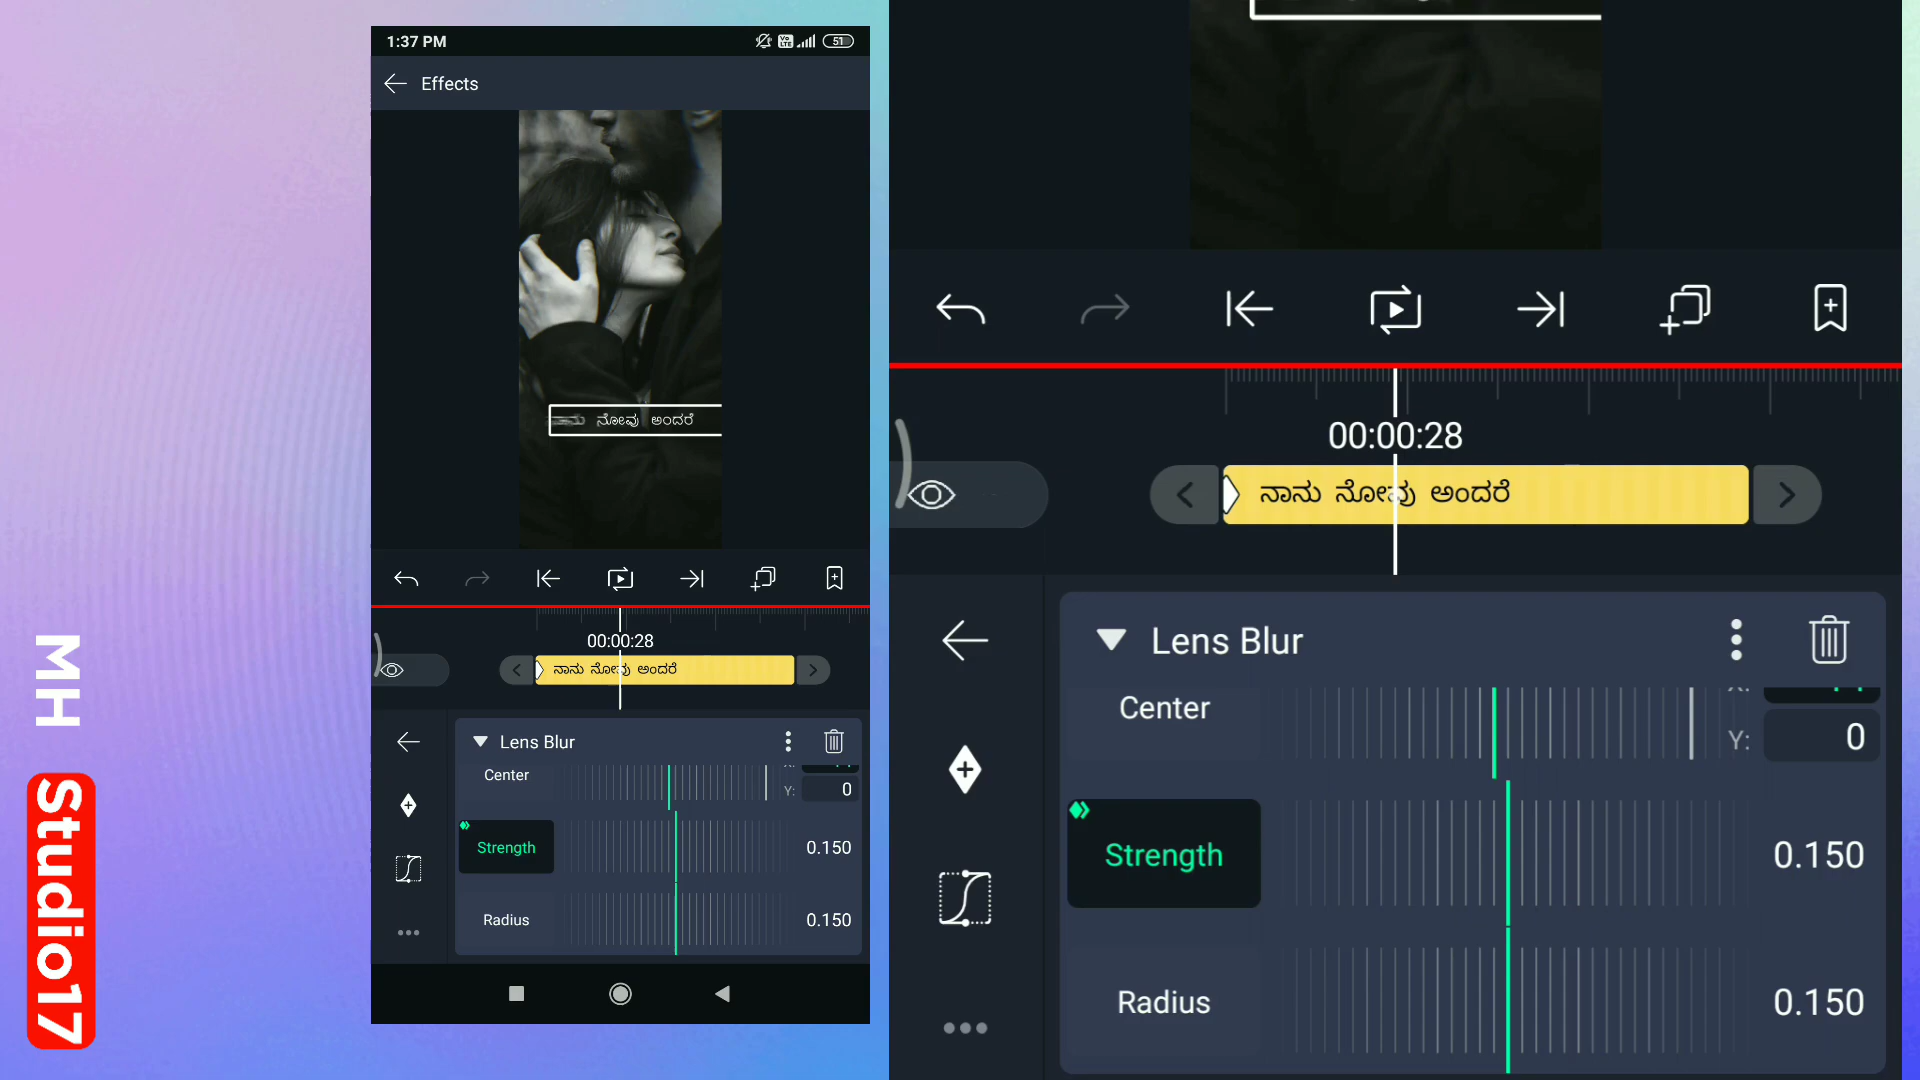 MH Studio17
1:37 PM
51
Effects
ನೋವು ಅಂದರೆ
00:00:28
ನಾನು ನೋವು ಅಂದರೆ
Lens Blur
Center
Y: 0
Strength 0.150
Radius 0.150
00:00:28
ನಾನು ನೋವು ಅಂದರೆ
Lens Blur
Center
Y: 0
Strength 0.150
Radius 0.150